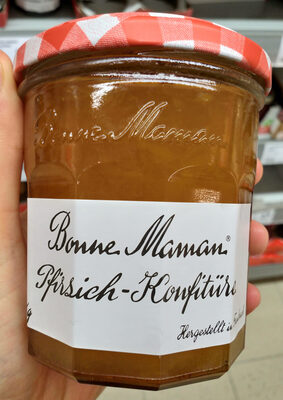 Bonne Maman
Bonne Maman®
Pfirsich-Konfitüre
Hergestellt in